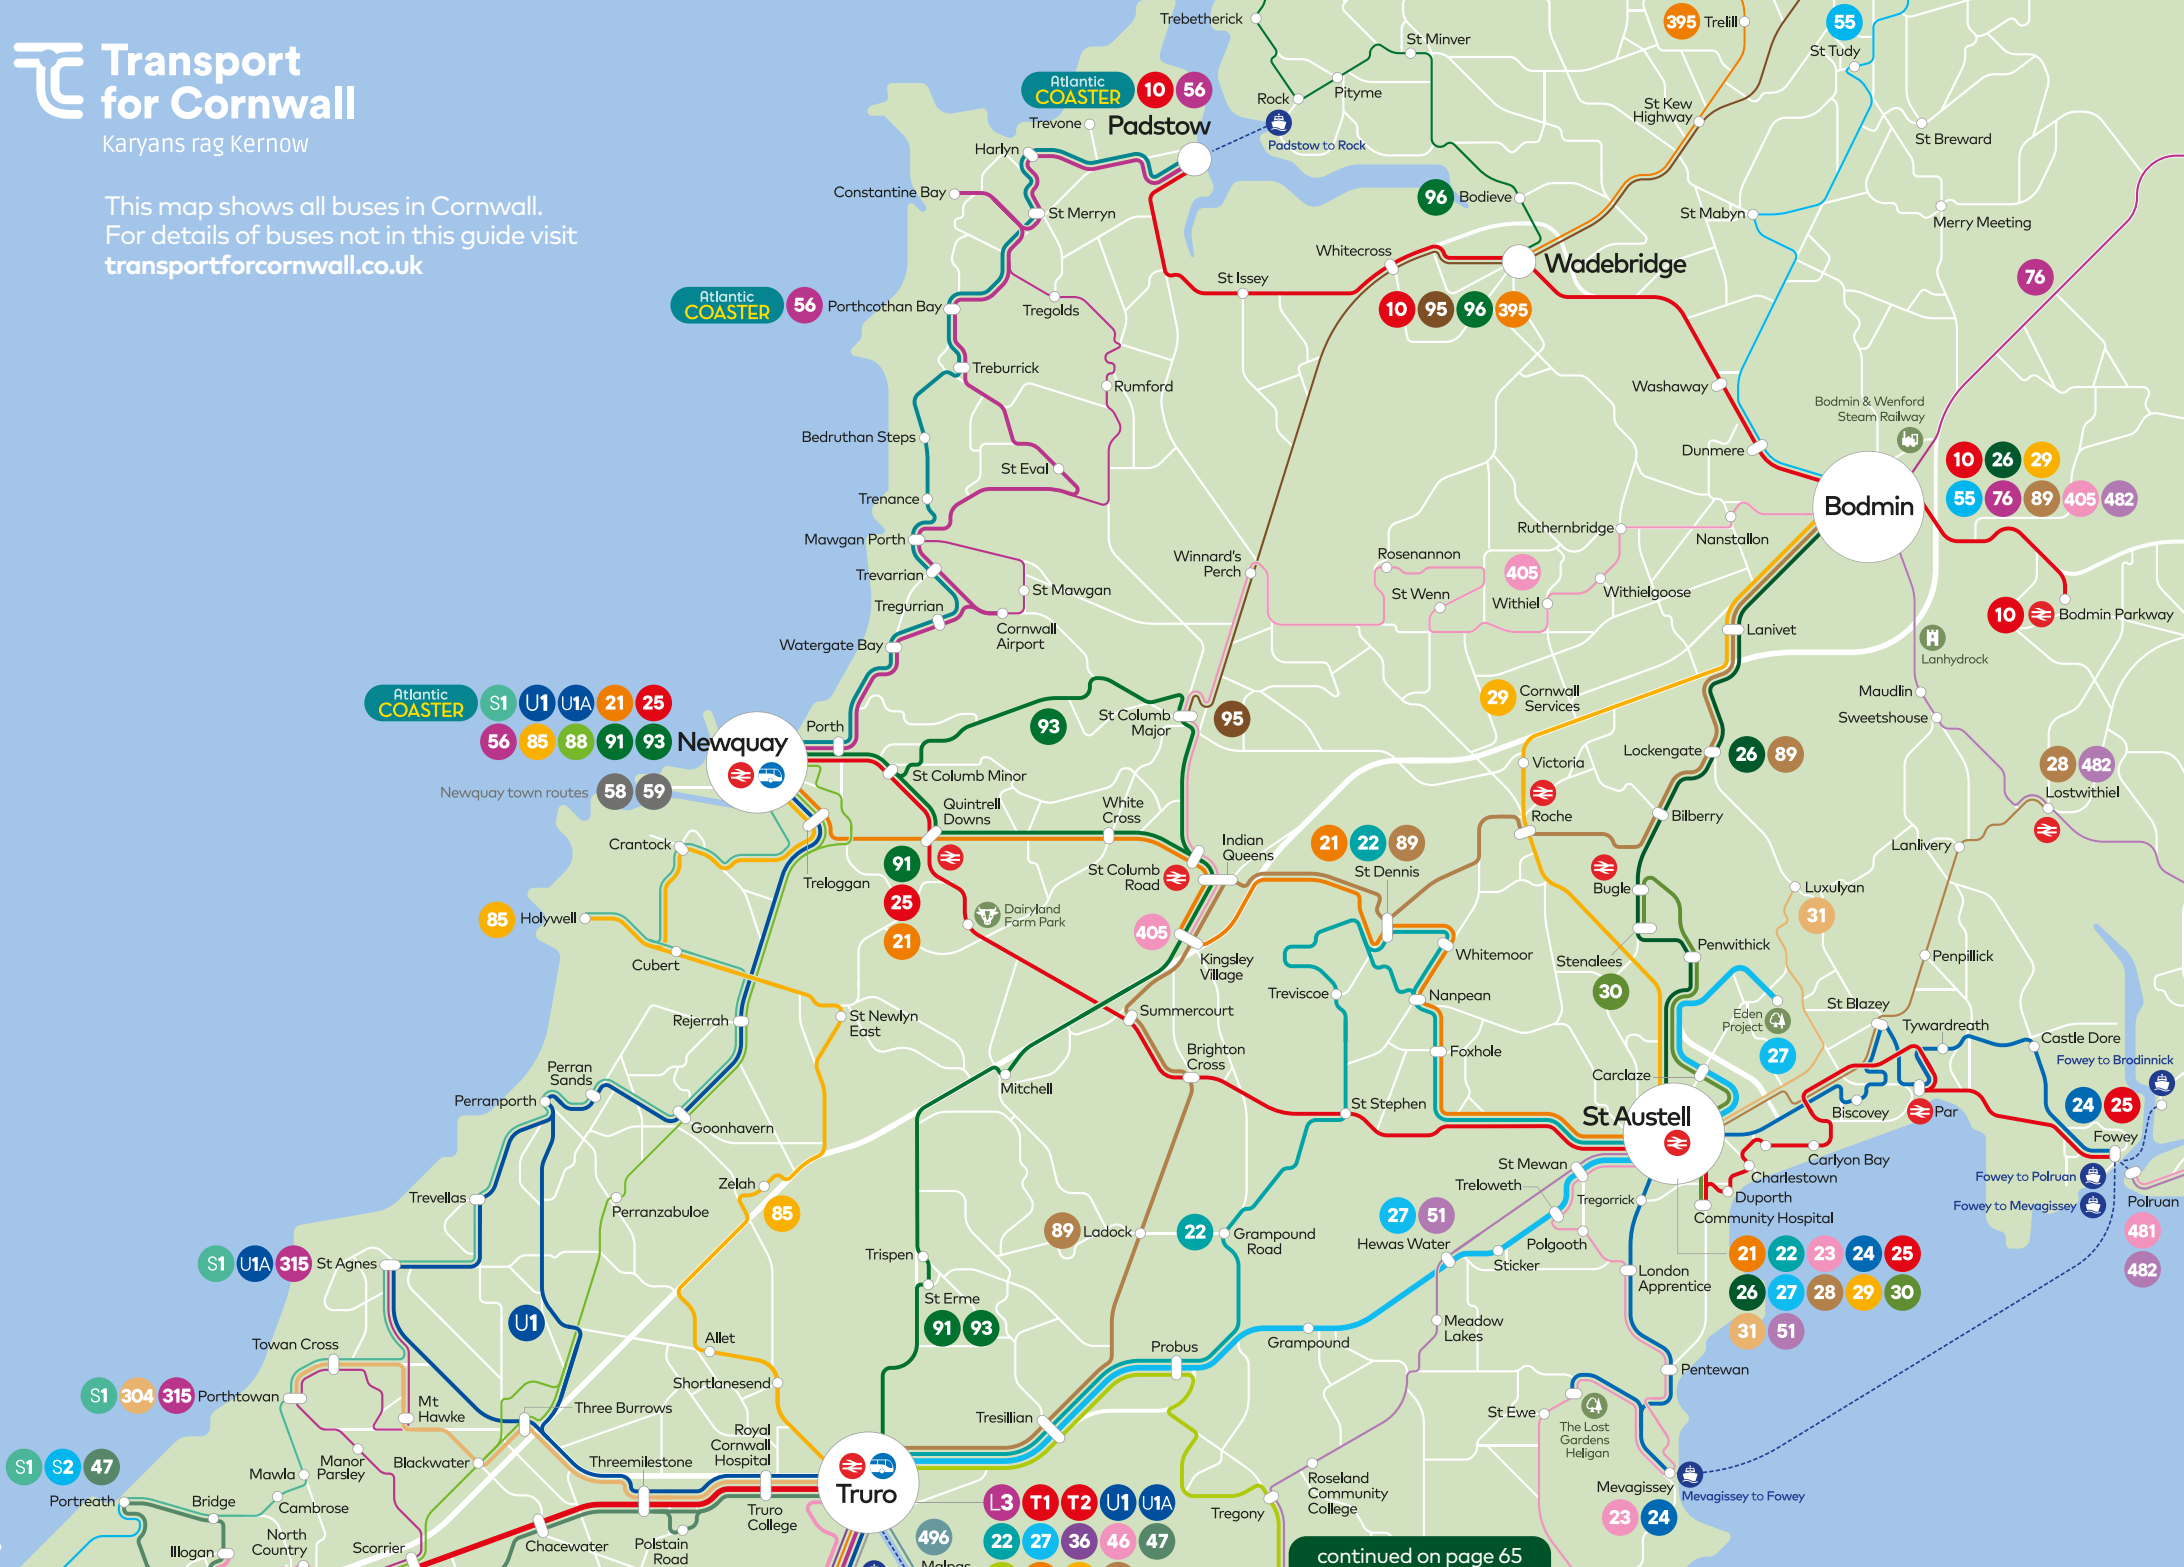 Transport
for Cornwall
Karyans rag Kernow
This map shows all buses in Cornwall.
For details of buses not in this guide visit
transportforcornwall.co.uk
Trebetherick
St Minver
Pityme
Rock
Padstow to Rock
Atlantic
COASTER
10
56
Trevone
Padstow
Harlyn
Constantine Bay
St Merryn
395
Trelill
55
St Tudy
St Kew
Highway
St Breward
96
Bodieve
St Mabyn
Merry Meeting
Whitecross
Wadebridge
St Issey
10
95
96
395
76
Atlantic
COASTER
56
Porthcothan Bay
Tregolds
Treburrick
Rumford
Washaway
Bodmin & Wenford
Steam Railway
Bedruthan Steps
St Eval
Dunmere
10
26
29
55
76
89
405
482
Bodmin
Trenance
Mawgan Porth
Ruthernbridge
Nanstallon
Winnard's
Perch
Rosenannon
405
Trevarrian
St Mawgan
St Wenn
Withiel
Withielgoose
Tregurrian
Cornwall
Airport
10
Bodmin Parkway
Lanivet
Watergate Bay
Lanhydrock
Atlantic
COASTER
S1
U1
U1A
21
25
56
85
88
91
93
Newquay
Porth
Newquay town routes
58
59
93
St Columb
Major
95
29
Cornwall
Services
Maudlin
Sweetshouse
St Columb Minor
Victoria
Lockengate
26
89
28
482
Lostwithiel
Quintrell
Downs
White
Cross
Roche
Bilberry
Crantock
Treloggan
91
25
21
Indian
Queens
St Columb
Road
21
22
89
St Dennis
Lanlivery
Bugle
Luxulyan
31
85
Holywell
Dairyland
Farm Park
405
Kingsley
Village
Whitemoor
Penwithick
Stenalees
30
Penpillick
Cubert
Treviscoe
Nanpean
St Newlyn
East
Rejerrah
Summercourt
Eden
Project
27
St Blazey
Tywardreath
Castle Dore
Fowey to Brodinnick
Brighton
Cross
Foxhole
Perran
Sands
Mitchell
Carclaze
Perranporth
Goonhavern
St Stephen
St Austell
Biscovey
Par
24
25
Fowey
Carlyon Bay
Charlestown
Duporth
Community Hospital
Fowey to Polruan
Fowey to Mevagissey
Polruan
481
482
Trevellas
Zelah
Perranzabuloe
85
St Mewan
Treloweth
Tregorrick
27
51
Hewas Water
Polgooth
Sticker
89
Ladock
22
Grampound
Road
21
22
23
24
25
26
27
28
29
30
31
51
S1
U1A
315
St Agnes
Trispen
London
Apprentice
St Erme
91
93
U1
Towan Cross
Allet
Probus
Grampound
Meadow
Lakes
Pentewan
S1
304
315
Porthtowan
Mt
Hawke
Shortlanesend
Three Burrows
Royal
Cornwall
Hospital
Tresillian
St Ewe
The Lost
Gardens
Heligan
S1
S2
47
Portreath
Bridge
Mawla
Manor
Parsley
Blackwater
Threemilestone
Truro
Roseland
Community
College
Mevagissey
Mevagissey to Fowey
23
24
Cambrose
North
Country
Illogan
Scorrier
Chacewater
Polstain
Road
Truro
College
496
Malpas
L3
T1
T2
U1
U1A
22
27
36
46
47
Tregony
continued on page 65